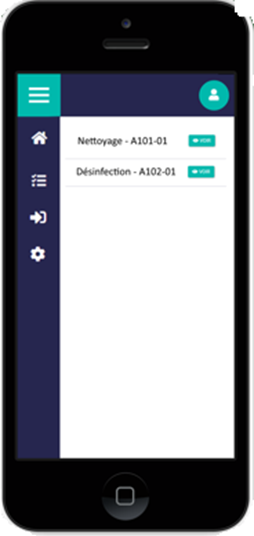 Nettoyage - A101-01 VOIR
Désinfection - A102-01 VOIR